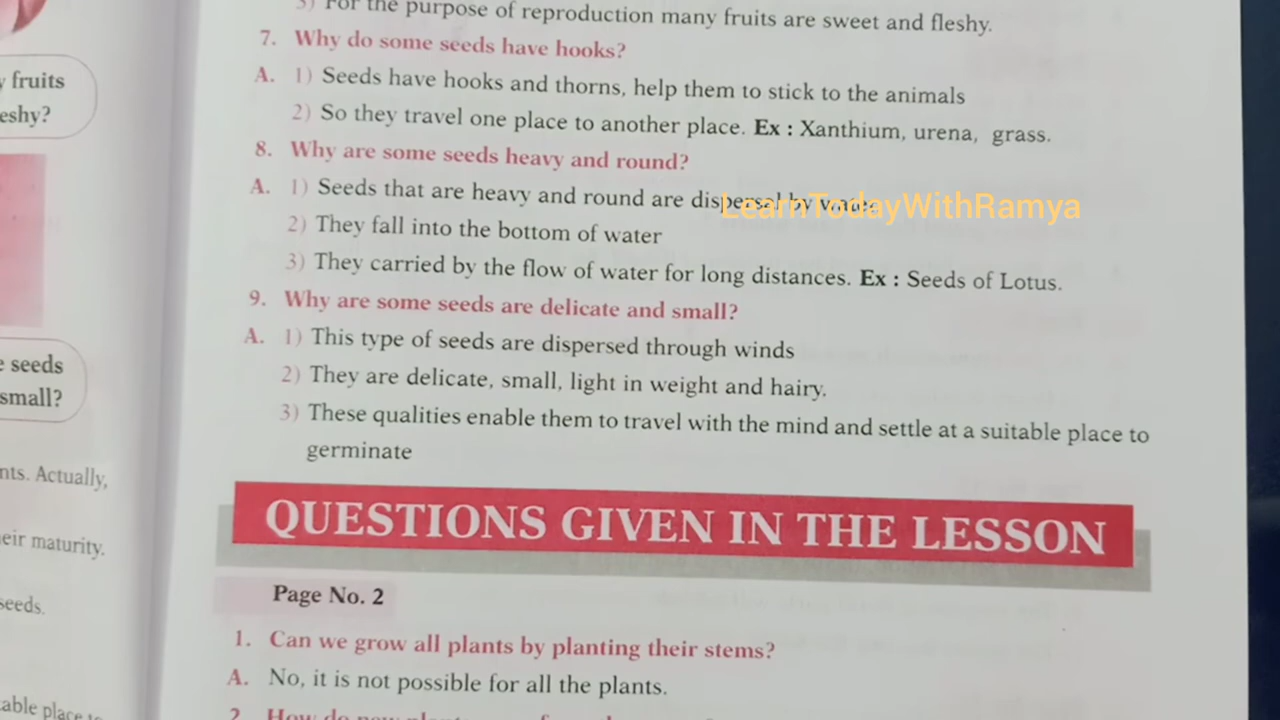 3) For the purpose of reproduction many fruits are sweet and fleshy.
7. Why do some seeds have hooks?
A. 1) Seeds have hooks and thorns, help them to stick to the animals
2) So they travel one place to another place. Ex : Xanthium, urena, grass.
8. Why are some seeds heavy and round?
A. 1) Seeds that are heavy and round are dispersal by water
LearnTodayWithRamya
2) They fall into the bottom of water
3) They carried by the flow of water for long distances. Ex : Seeds of Lotus.
9. Why are some seeds are delicate and small?
A. 1) This type of seeds are dispersed through winds
2) They are delicate, small, light in weight and hairy.
3) These qualities enable them to travel with the mind and settle at a suitable place to
germinate
QUESTIONS GIVEN IN THE LESSON
Page No. 2
1. Can we grow all plants by planting their stems?
A. No, it is not possible for all the plants.
2. How do new plants
fruits
eshy?
seeds
small?
nts. Actually,
eir maturity.
seeds.
able place to